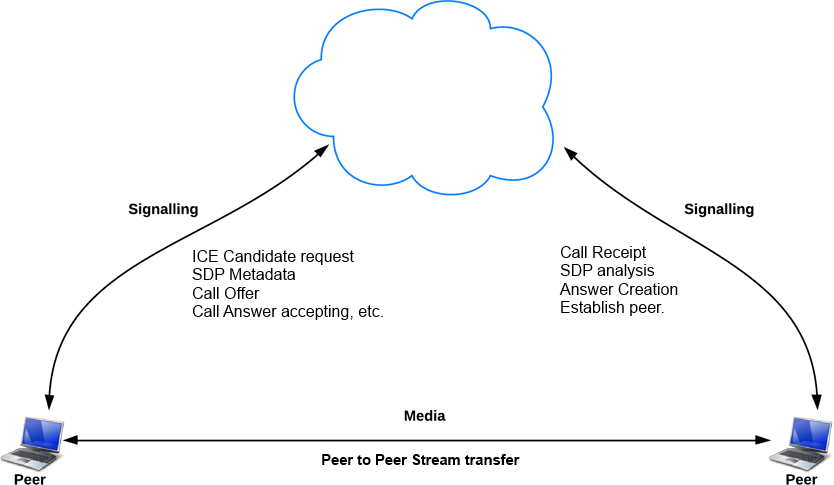 Signalling
Signalling
ICE Candidate request
SDP Metadata
Call Offer
Call Answer accepting, etc.
Call Receipt
SDP analysis
Answer Creation
Establish peer.
Media
Peer to Peer Stream transfer
Peer
Peer